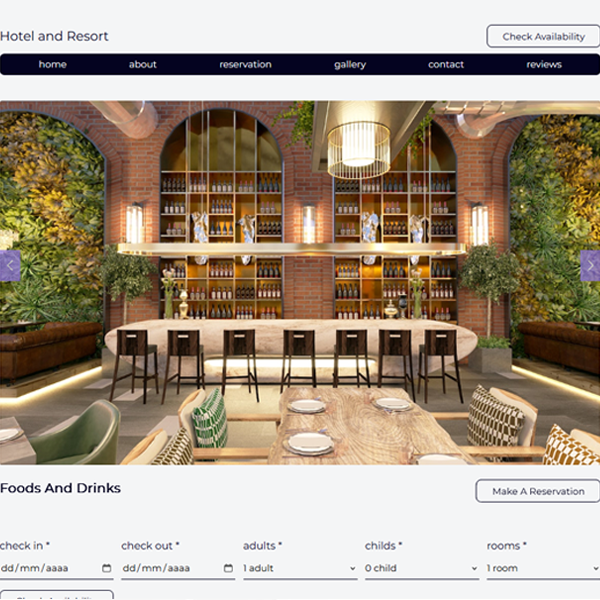 Hotel and Resort
Check Availability
home about reservation gallery contact reviews
Foods And Drinks
Make A Reservation
check in * check out * adults * childs * rooms *
dd/mm/aaaa dd/mm/aaaa 1 adult 0 child 1 room